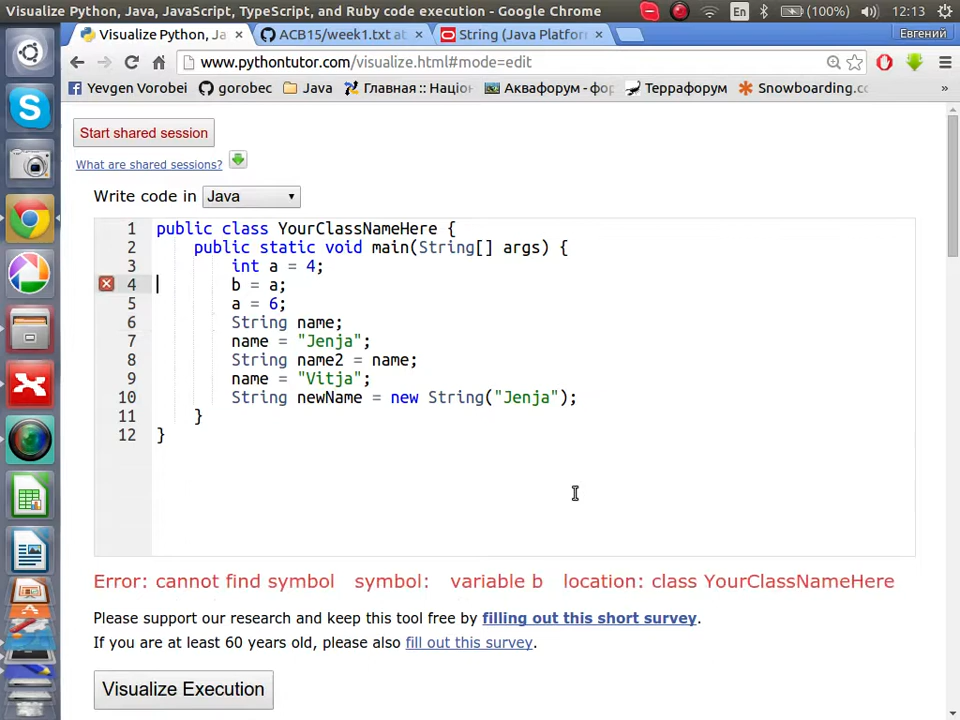 Visualize Python, Java, JavaScript, TypeScript, and Ruby code execution - Google Chrome
En (100%) 12:13
Visualize Python, Ja × ACB15/week1.txt at × String (Java Platfor × Евгений
www.pythontutor.com/visualize.html#mode=edit
Yevgen Vorobei gorobec Java Главная :: Націо Аквафорум - фор Террафорум Snowboarding.cc »
Start shared session
What are shared sessions?
Write code in Java
1 public class YourClassNameHere {
2 public static void main(String[] args) {
3 int a = 4;
4 b = a;
5 a = 6;
6 String name;
7 name = "Jenja";
8 String name2 = name;
9 name = "Vitja";
10 String newName = new String("Jenja");
11 }
12 }
Error: cannot find symbol symbol: variable b location: class YourClassNameHere
Please support our research and keep this tool free by filling out this short survey.
If you are at least 60 years old, please also fill out this survey.
Visualize Execution